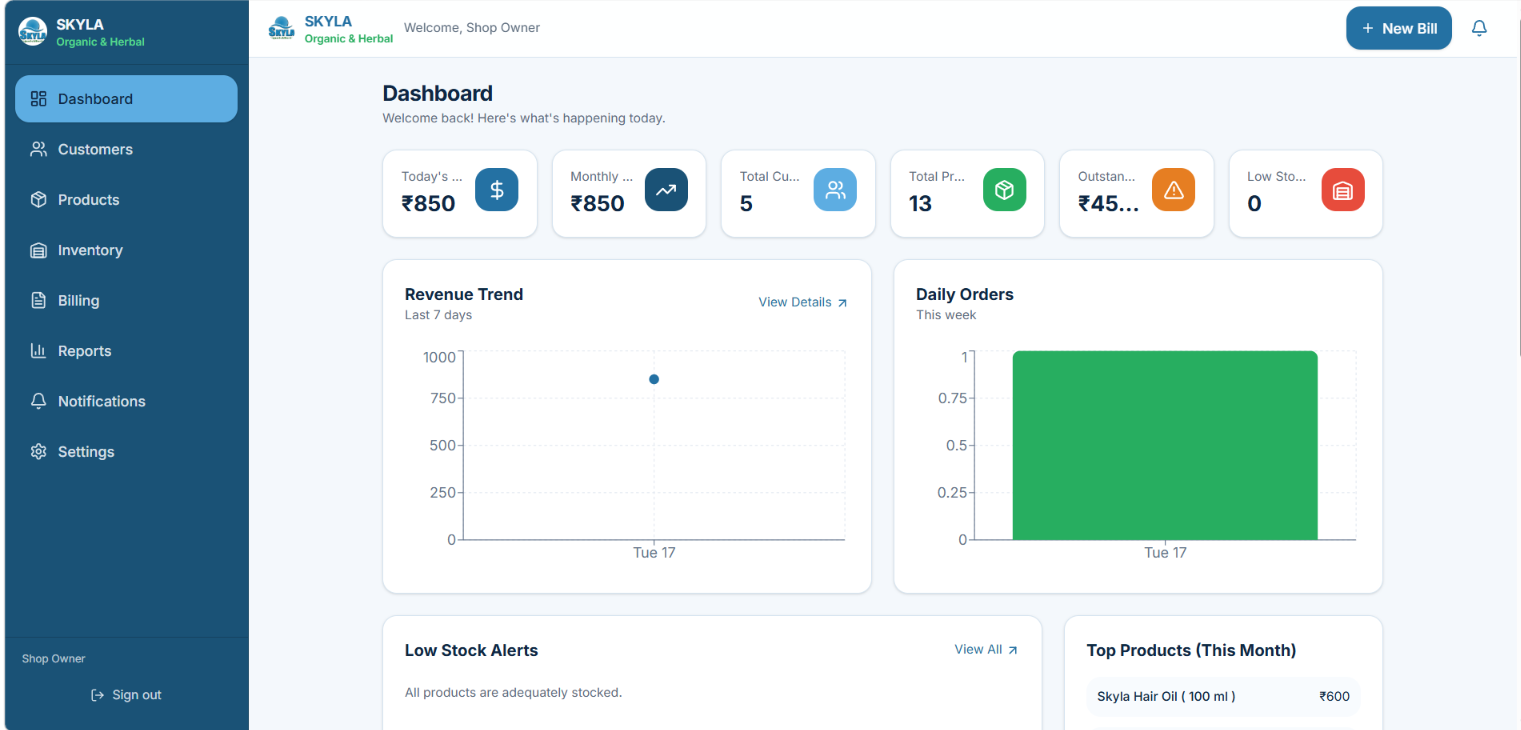 SKYLA
Organic & Herbal
Dashboard
Customers
Products
Inventory
Billing
Reports
Notifications
Settings
Shop Owner
Sign out
SKYLA
Organic & Herbal
Welcome, Shop Owner
+ New Bill
Dashboard
Welcome back! Here's what's happening today.
Today's ...
₹850
Monthly ...
₹850
Total Cu...
5
Total Pr...
13
Outstan...
₹45...
Low Sto...
0
Revenue Trend
Last 7 days
View Details
1000
750
500
250
0
Tue 17
Daily Orders
This week
1
0.75
0.5
0.25
0
Tue 17
Low Stock Alerts
View All
All products are adequately stocked.
Top Products (This Month)
Skyla Hair Oil ( 100 ml ) ₹600